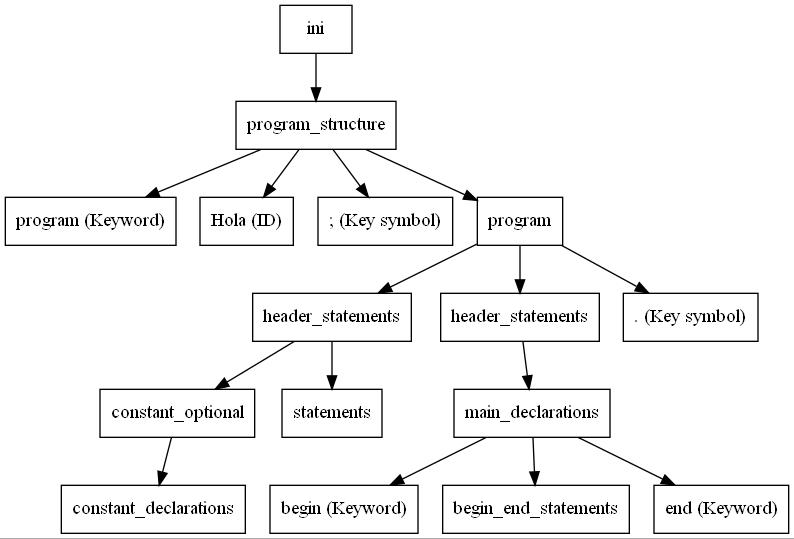 ini
program_structure
program (Keyword)
Hola (ID)
; (Key symbol)
program
header_statements
header_statements
. (Key symbol)
constant_optional
statements
main_declarations
constant_declarations
begin (Keyword)
begin_end_statements
end (Keyword)